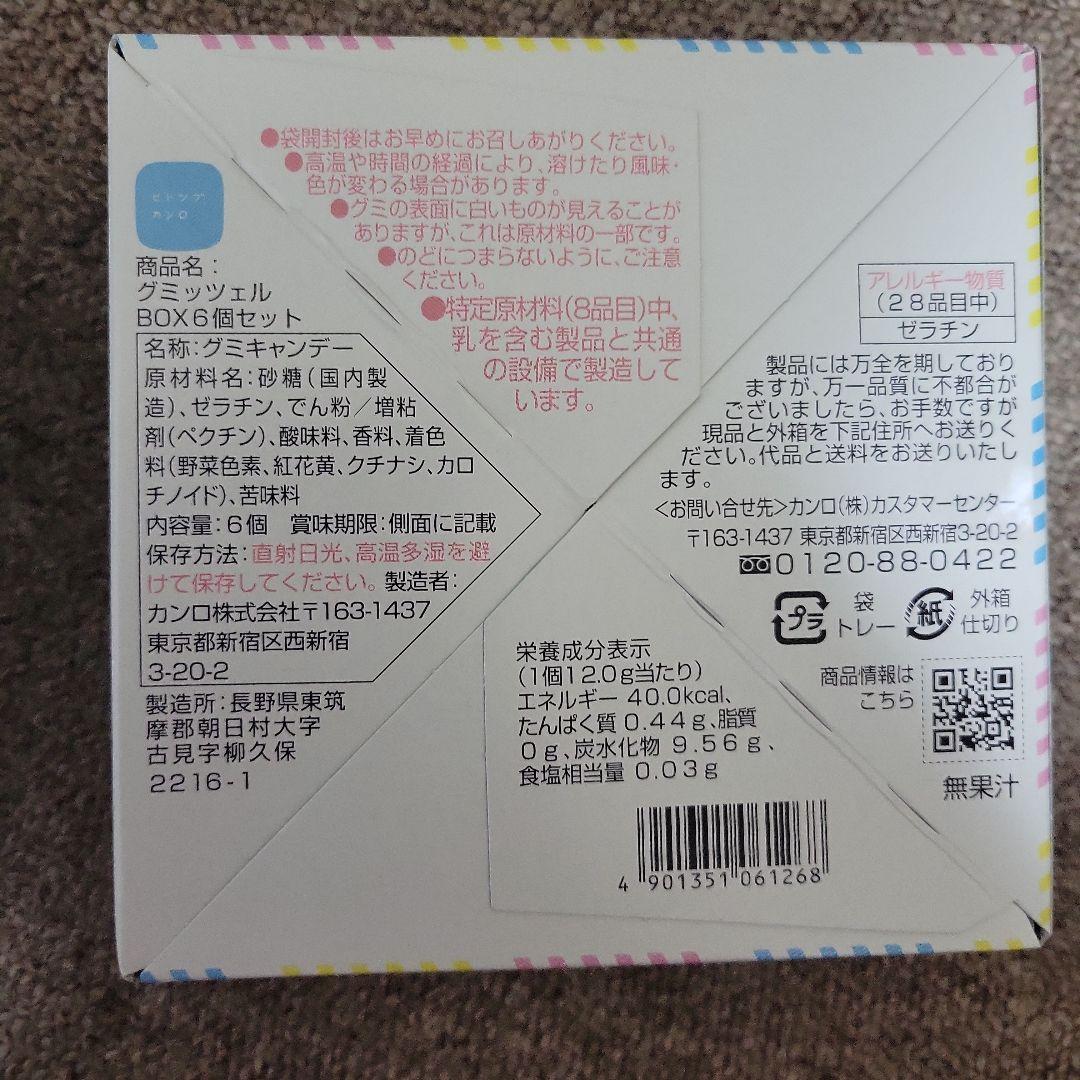 ヒトツブ
カンロ
商品名：
グミッツェル
BOX6個セット
名称：グミキャンデー
原材料名：砂糖（国内製
造）、ゼラチン、でん粉／増粘
剤（ペクチン）、酸味料、香料、着色
料（野菜色素、紅花黄、クチナシ、カロ
チノイド）、苦味料
内容量：6個　賞味期限：側面に記載
保存方法：直射日光、高温多湿を避
けて保存してください。製造者：
カンロ株式会社〒163-1437
東京都新宿区西新宿
3-20-2
製造所：長野県東筑
摩郡朝日村大字
古見字柳久保
2216-1
●袋開封後はお早めにお召しあがりください。
●高温や時間の経過により、溶けたり風味・
色が変わる場合があります。
●グミの表面に白いものが見えることが
ありますが、これは原材料の一部です。
●のどにつまらないように、ご注意
ください。
●特定原材料（8品目）中、
乳を含む製品と共通
の設備で製造して
います。
アレルギー物質
（28品目中）
ゼラチン
製品には万全を期しており
ますが、万一品質に不都合が
ございましたら、お手数ですが
現品と外箱を下記住所へお送りく
ださい。代品と送料をお送りいたし
ます。
＜お問い合せ先＞カンロ（株）カスタマーセンター
〒163-1437 東京都新宿区西新宿3-20-2
0120-88-0422
プラ
袋
トレー
紙
外箱
仕切り
商品情報は
こちら
無果汁
栄養成分表示
（1個12.0g当たり）
エネルギー 40.0kcal、
たんぱく質 0.44g、脂質
0g、炭水化物 9.56g、
食塩相当量 0.03g
4 901351 061268